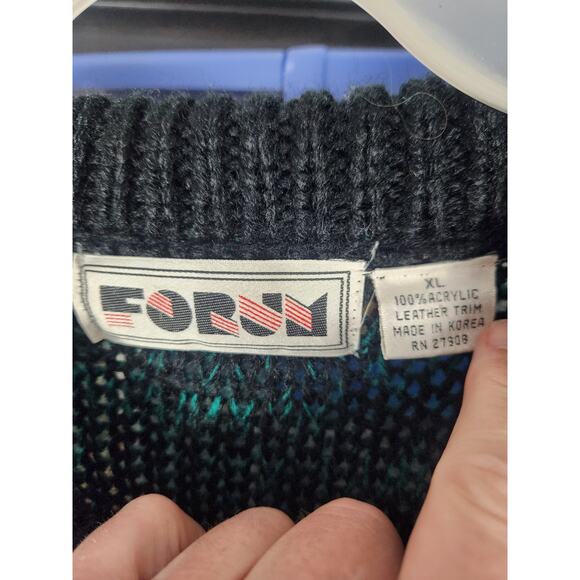 FORUM
XL
100% ACRYLIC
LEATHER TRIM
MADE IN KOREA
RN 27908